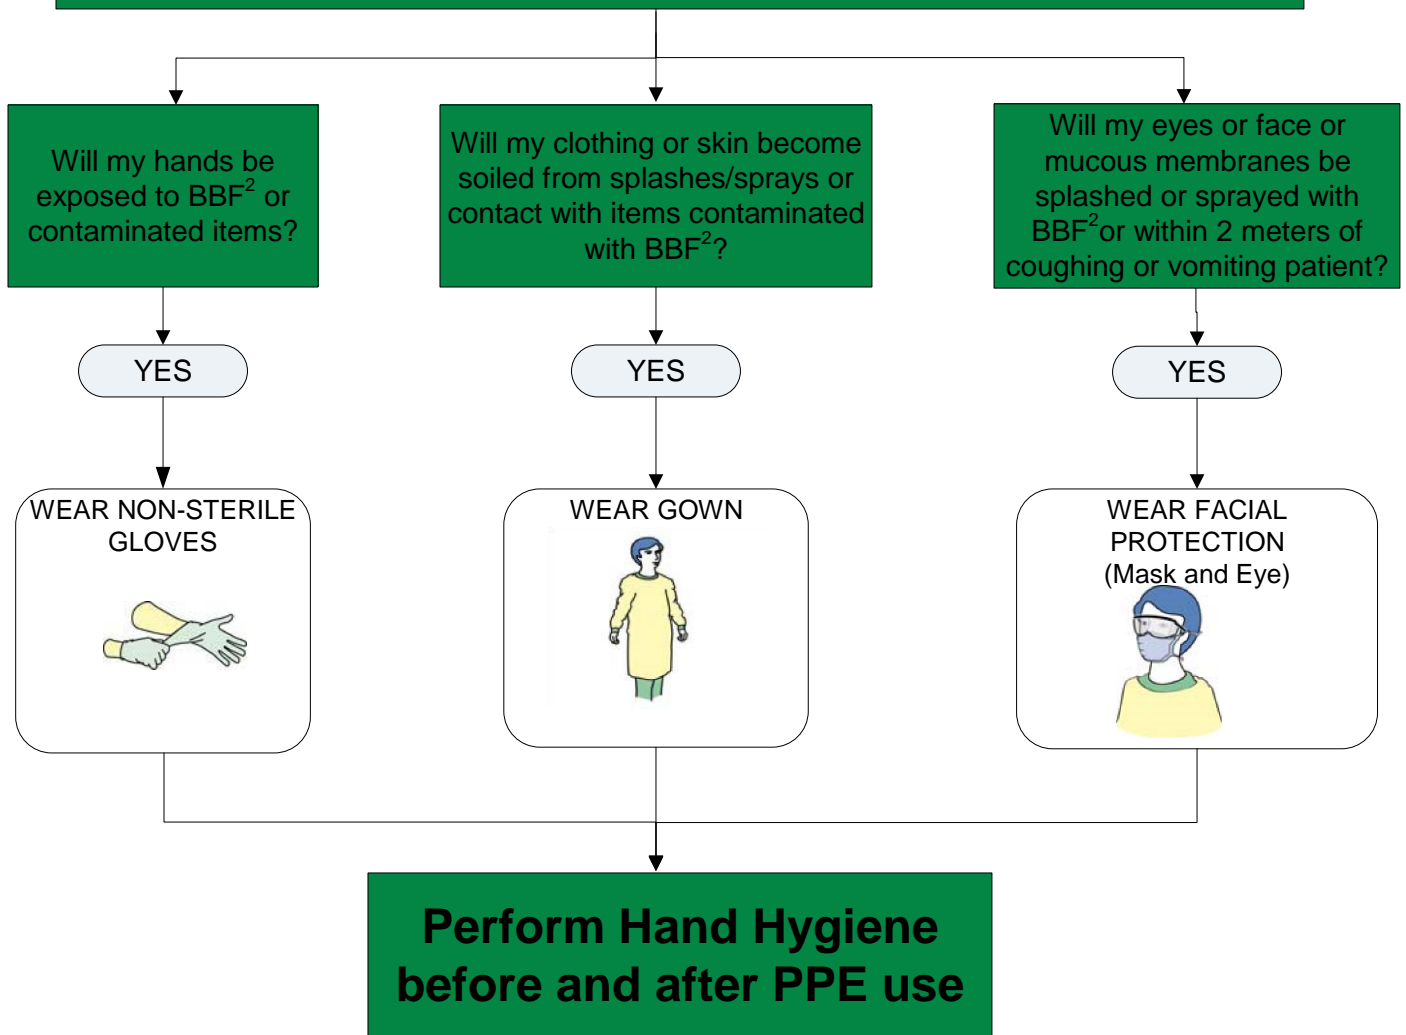 Will my hands be
exposed to BBF² or
contaminated items?
Will my clothing or skin become
soiled from splashes/sprays or
contact with items contaminated
with BBF²?
Will my eyes or face or
mucous membranes be
splashed or sprayed with
BBF²or within 2 meters of
coughing or vomiting patient?
YES
YES
YES
WEAR NON-STERILE
GLOVES
WEAR GOWN
WEAR FACIAL
PROTECTION
(Mask and Eye)
Perform Hand Hygiene
before and after PPE use